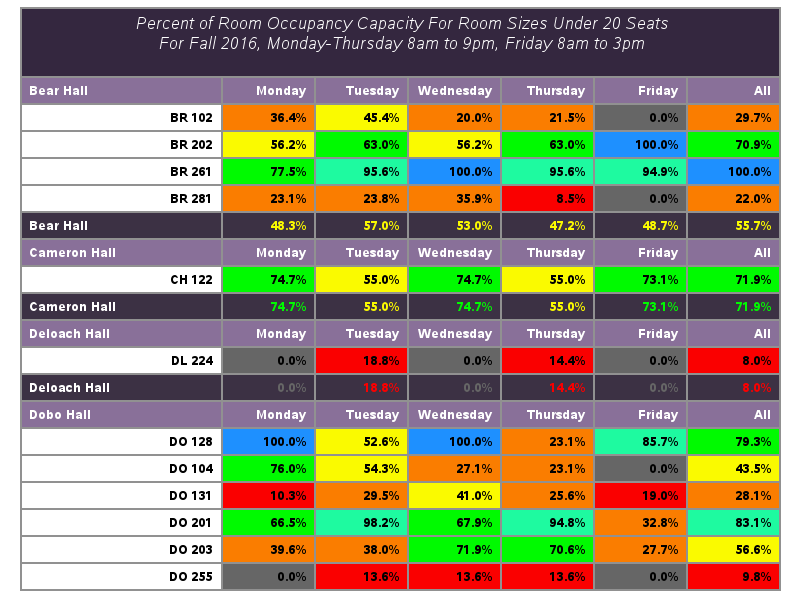 Percent of Room Occupancy Capacity For Room Sizes Under 20 Seats
For Fall 2016, Monday-Thursday 8am to 9pm, Friday 8am to 3pm
Bear Hall Monday Tuesday Wednesday Thursday Friday All
BR 102 36.4% 45.4% 20.0% 21.5% 0.0% 29.7%
BR 202 56.2% 63.0% 56.2% 63.0% 100.0% 70.9%
BR 261 77.5% 95.6% 100.0% 95.6% 94.9% 100.0%
BR 281 23.1% 23.8% 35.9% 8.5% 0.0% 22.0%
Bear Hall 48.3% 57.0% 53.0% 47.2% 48.7% 55.7%
Cameron Hall Monday Tuesday Wednesday Thursday Friday All
CH 122 74.7% 55.0% 74.7% 55.0% 73.1% 71.9%
Cameron Hall 74.7% 55.0% 74.7% 55.0% 73.1% 71.9%
Deloach Hall Monday Tuesday Wednesday Thursday Friday All
DL 224 0.0% 18.8% 0.0% 14.4% 0.0% 8.0%
Deloach Hall 0.0% 18.8% 0.0% 14.4% 0.0% 8.0%
Dobo Hall Monday Tuesday Wednesday Thursday Friday All
DO 128 100.0% 52.6% 100.0% 23.1% 85.7% 79.3%
DO 104 76.0% 54.3% 27.1% 23.1% 0.0% 43.5%
DO 131 10.3% 29.5% 41.0% 25.6% 19.0% 28.1%
DO 201 66.5% 98.2% 67.9% 94.8% 32.8% 83.1%
DO 203 39.6% 38.0% 71.9% 70.6% 27.7% 56.6%
DO 255 0.0% 13.6% 13.6% 13.6% 0.0% 9.8%